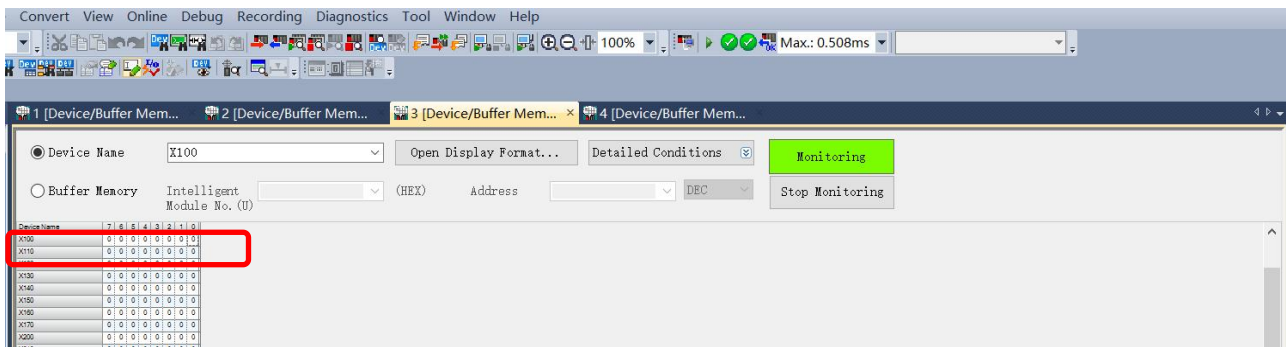 Convert View Online Debug Recording Diagnostics Tool Window Help
100% Max.: 0.508ms
1 [Device/Buffer Mem... 2 [Device/Buffer Mem... 3 [Device/Buffer Mem... × 4 [Device/Buffer Mem...
Device Name X100 Open Display Format... Detailed Conditions Monitoring
Buffer Memory Intelligent Module No.(U) (HEX) Address DEC Stop Monitoring
Device Name 7 6 5 4 3 2 1 0
X100 0 0 0 0 0 0 0 0
X110 0 0 0 0 0 0 0 0
X130 0 0 0 0 0 0 0 0
X140 0 0 0 0 0 0 0 0
X150 0 0 0 0 0 0 0 0
X160 0 0 0 0 0 0 0 0
X170 0 0 0 0 0 0 0 0
X200 0 0 0 0 0 0 0 0